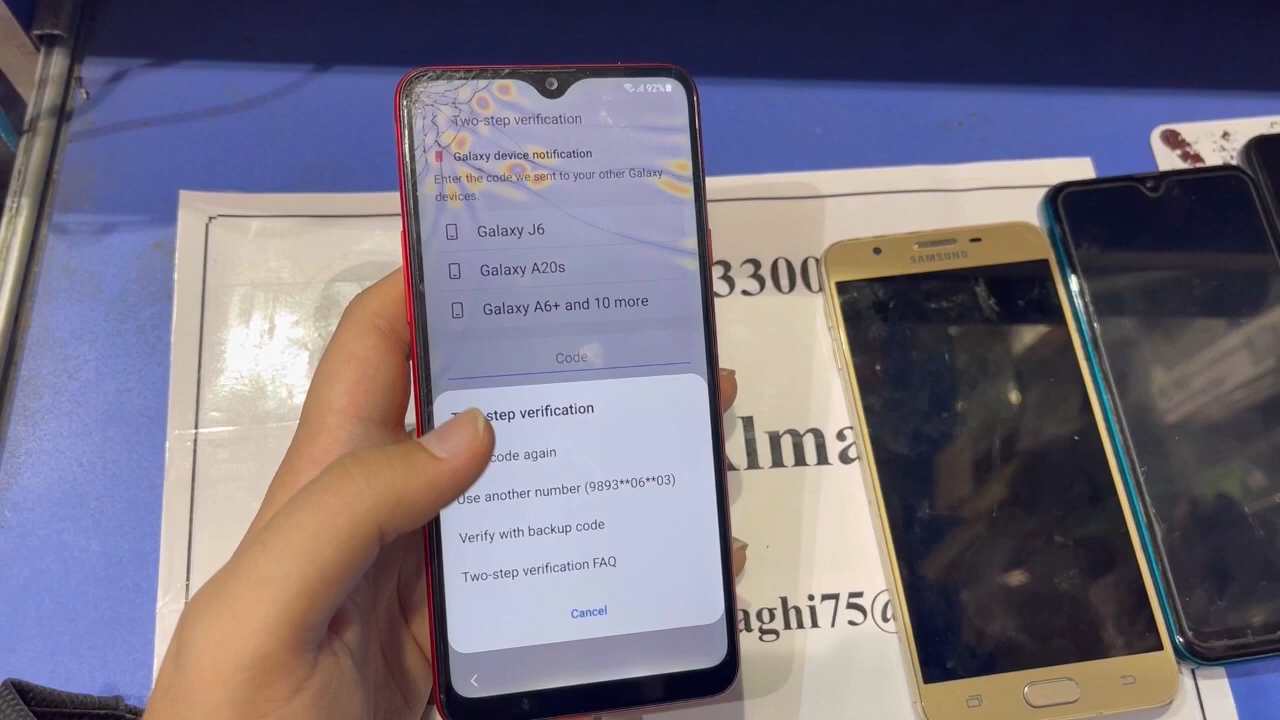 92%
Two-step verification
Galaxy device notification
Enter the code we sent to your other Galaxy
devices.
Galaxy J6
Galaxy A20s
Galaxy A6+ and 10 more
Code
step verification
code again
Use another number (9893**06**03)
Verify with backup code
Two-step verification FAQ
Cancel
3300
lma
aghi75@
SAMSUNG